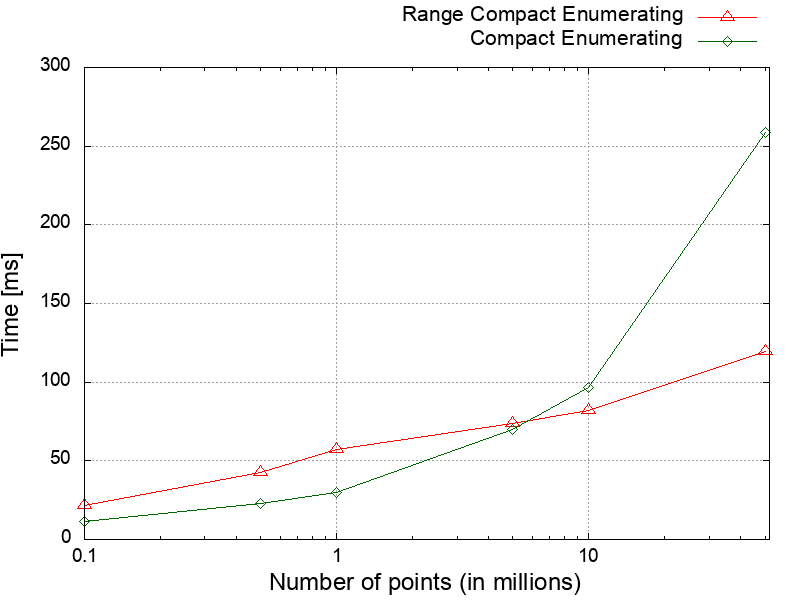 Range Compact Enumerating
Compact Enumerating
300
250
200
150
100
50
0
0.1 1 10
Time [ms]
Number of points (in millions)